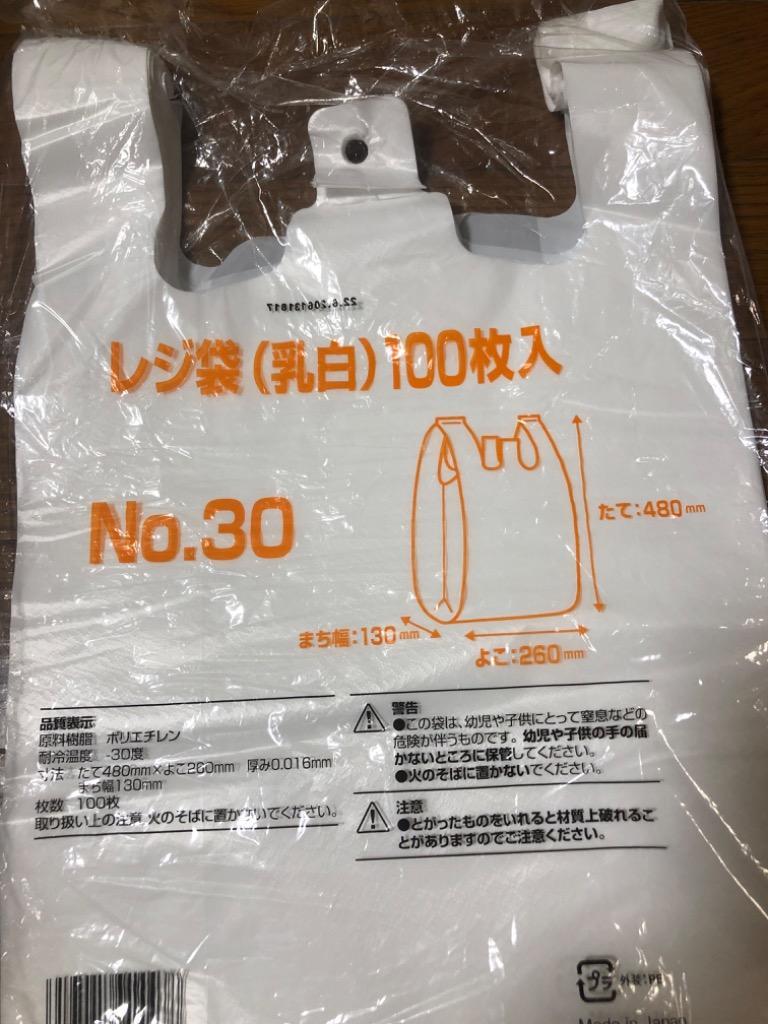 レジ袋(乳白)100枚入
No.30
たて:480mm
まち幅:130mm
よこ:260mm
品質表示
原料樹脂 ポリエチレン
耐冷温度 -30度
寸法 たて480mm×よこ260mm 厚み0.016mm
まち幅130mm
枚数 100枚
取り扱い上の注意 火のそばに置かないでください。
警告
●この袋は、幼児や子供にとって窒息などの
危険が伴うものです。幼児や子供の手の届
かないところに保管してください。
●火のそばに置かないでください。
注意
●とがったものをいれると材質上破れるこ
とがありますのでご注意ください。
プラ 外装:PE
Made in Japan